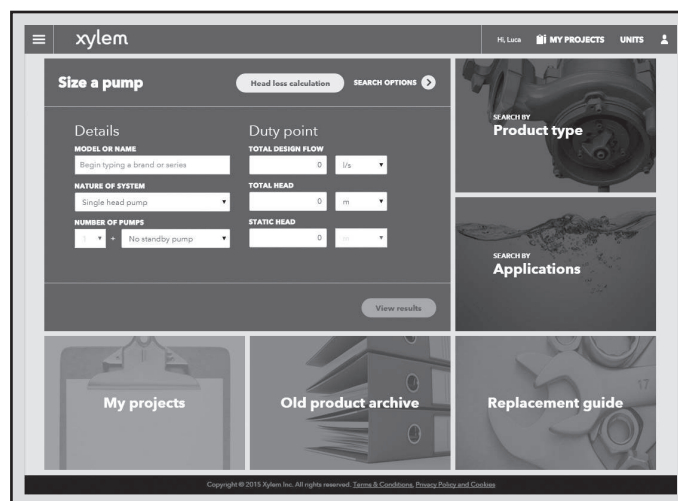 xylem
Hi, Luca
MY PROJECTS
UNITS
Size a pump
Head loss calculation
SEARCH OPTIONS
Details
MODEL OR NAME
Begin typing a brand or series
NATURE OF SYSTEM
Single head pump
NUMBER OF PUMPS
+ No standby pump
Duty point
TOTAL DESIGN FLOW
0 l/s
TOTAL HEAD
0 m
STATIC HEAD
0 m
View results
SEARCH BY
Product type
SEARCH BY
Applications
My projects
Old product archive
Replacement guide
17
Copyright © 2015 Xylem Inc. All rights reserved. Terms & Conditions, Privacy Policy and Cookies